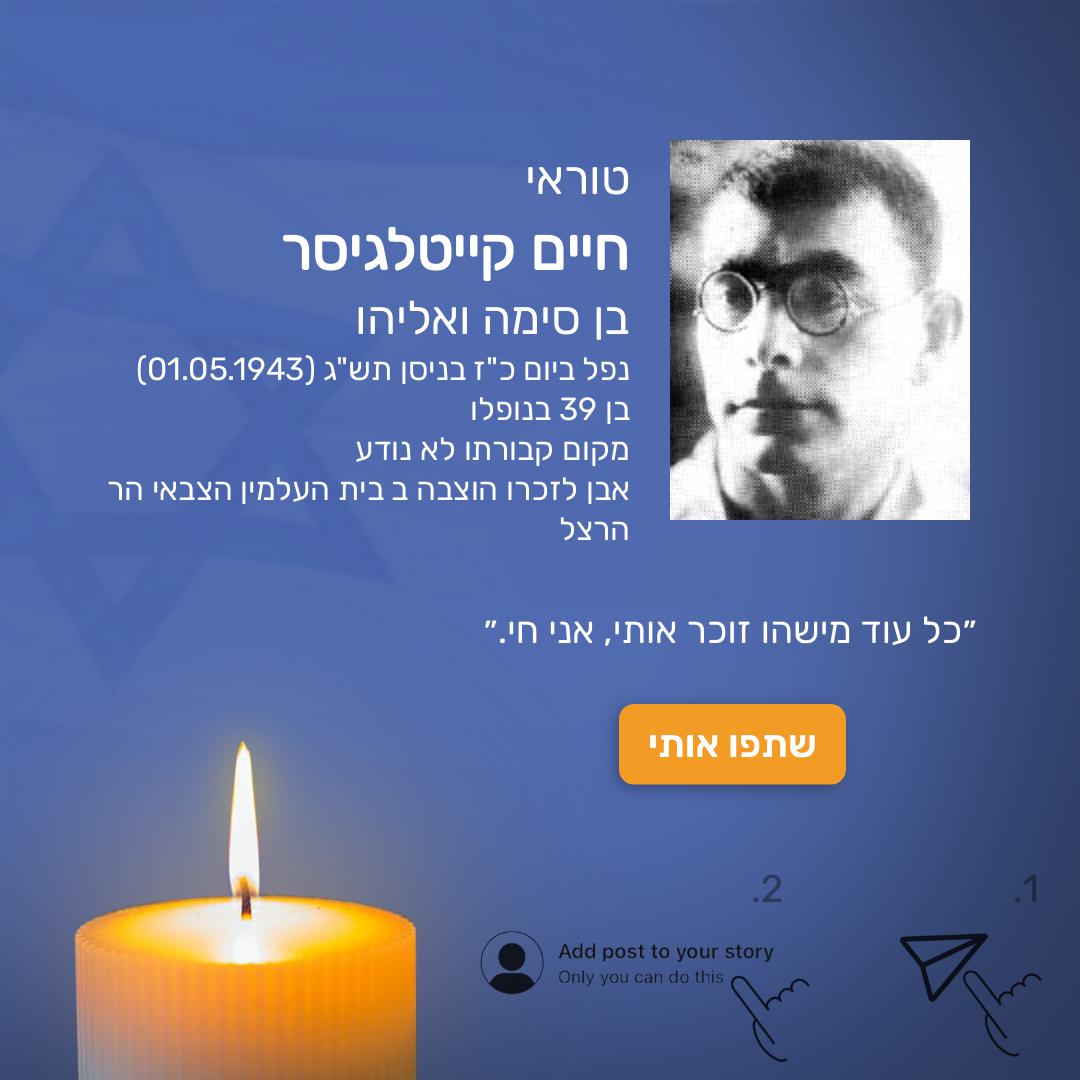 טוראי
חיים קייטלגיסר
בן סימה ואליהו
נפל ביום כ"ז בניסן תש"ג (01.05.1943)
בן 39 בנופלו
מקום קבורתו לא נודע
אבן לזכרו הוצבה ב בית העלמין הצבאי הר
הרצל
״כל עוד מישהו זוכר אותי, אני חי.״
שתפו אותי
.1
.2
Add post to your story
Only you can do this